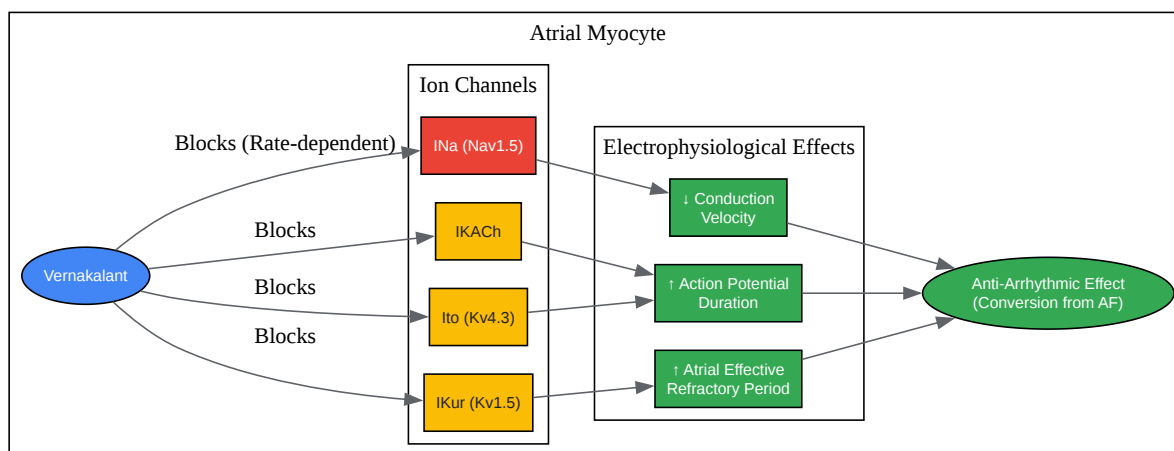 Atrial Myocyte
Ion Channels
Blocks (Rate-dependent)
INa (Nav1.5)
Electrophysiological Effects
↓ Conduction
Velocity
Blocks
IKACh
Vernakalant
Blocks
↑ Action Potential
Duration
Anti-Arrhythmic Effect
(Conversion from AF)
Ito (Kv4.3)
Blocks
↑ Atrial Effective
Refractory Period
IKur (Kv1.5)